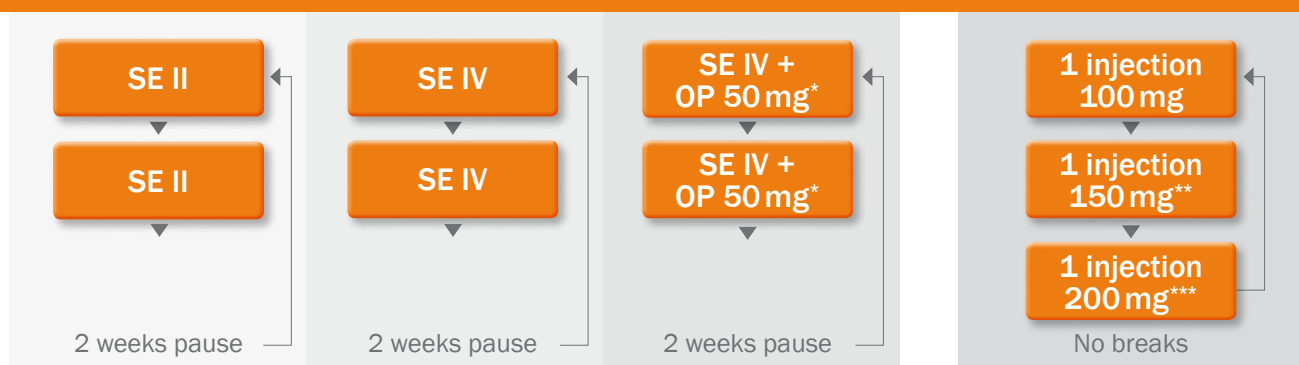 SE II
SE II
2 weeks pause
SE IV
SE IV
2 weeks pause
SE IV +
OP 50 mg*
SE IV +
OP 50 mg*
2 weeks pause
1 injection
100 mg
1 injection
150 mg**
1 injection
200 mg***
No breaks